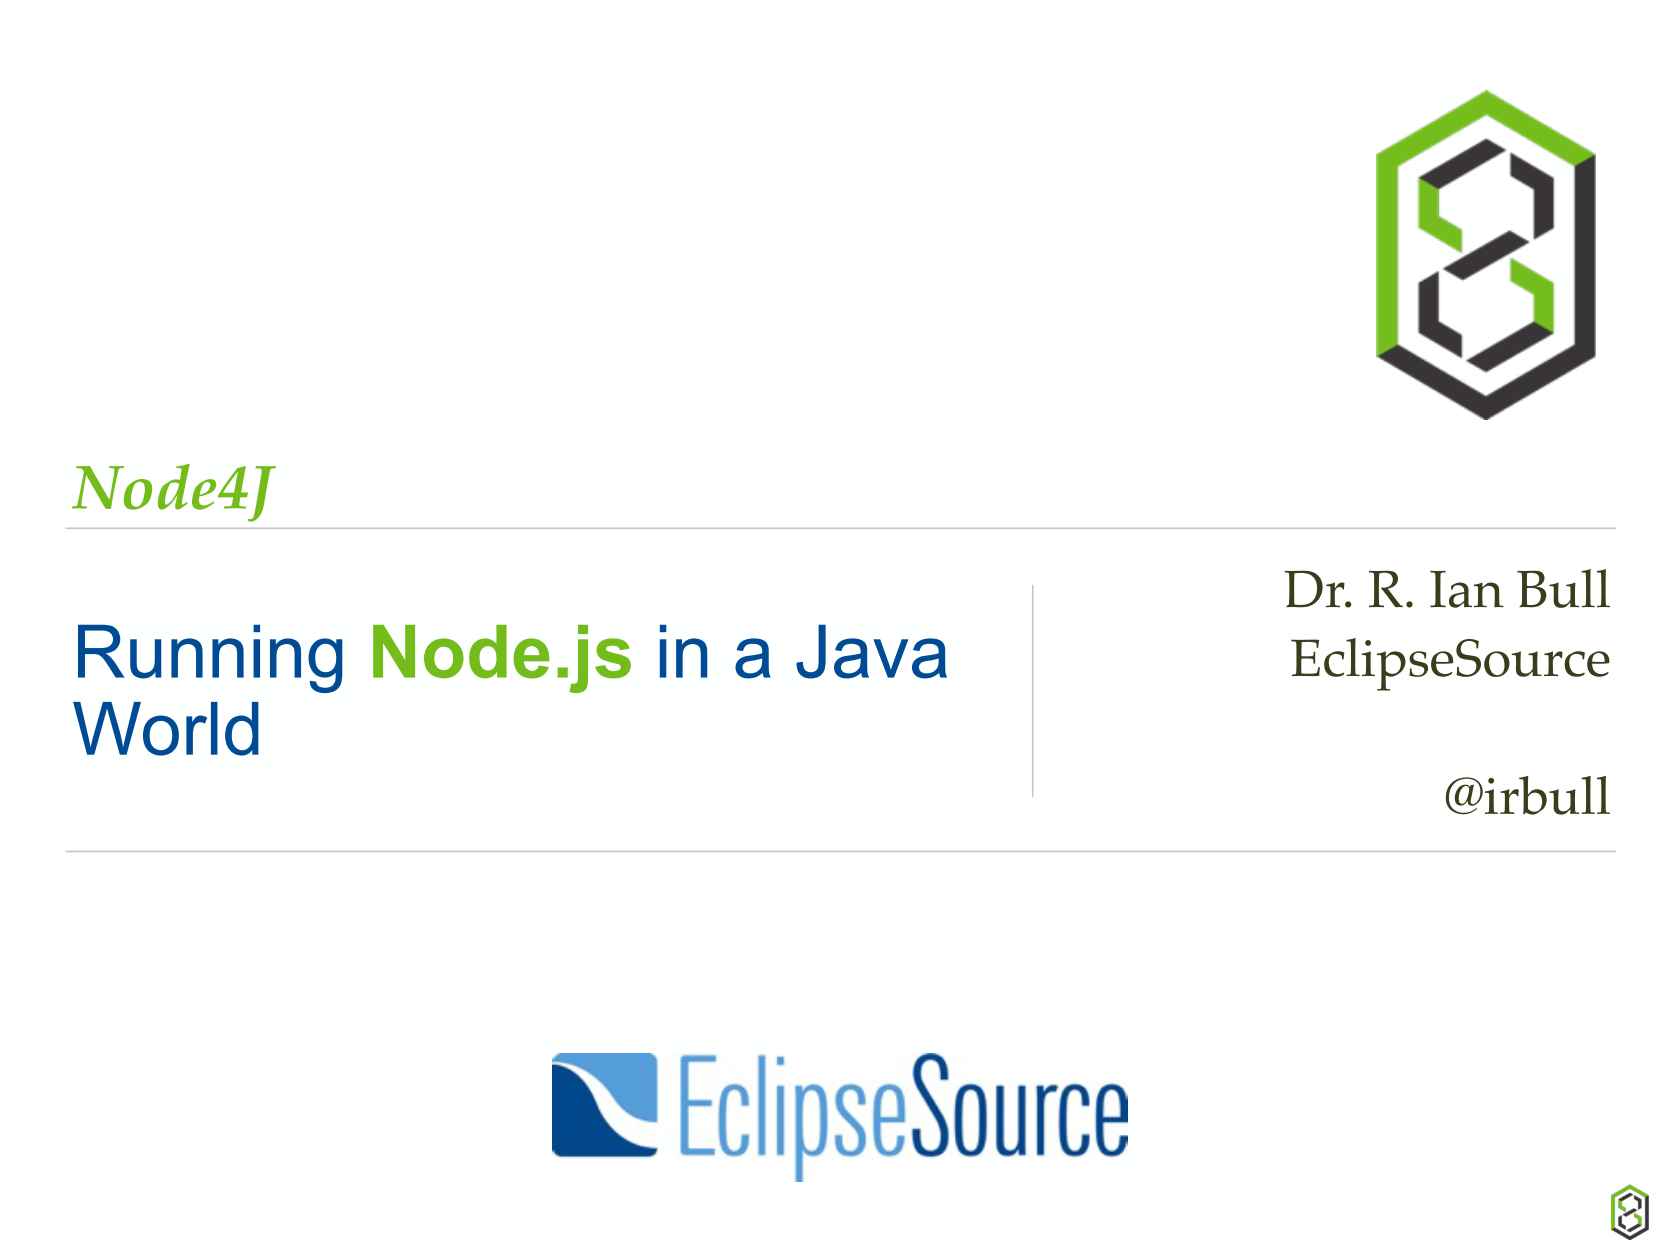 Node4J
Running Node.js in a Java
World
Dr. R. Ian Bull
EclipseSource
@irbull
EclipseSource